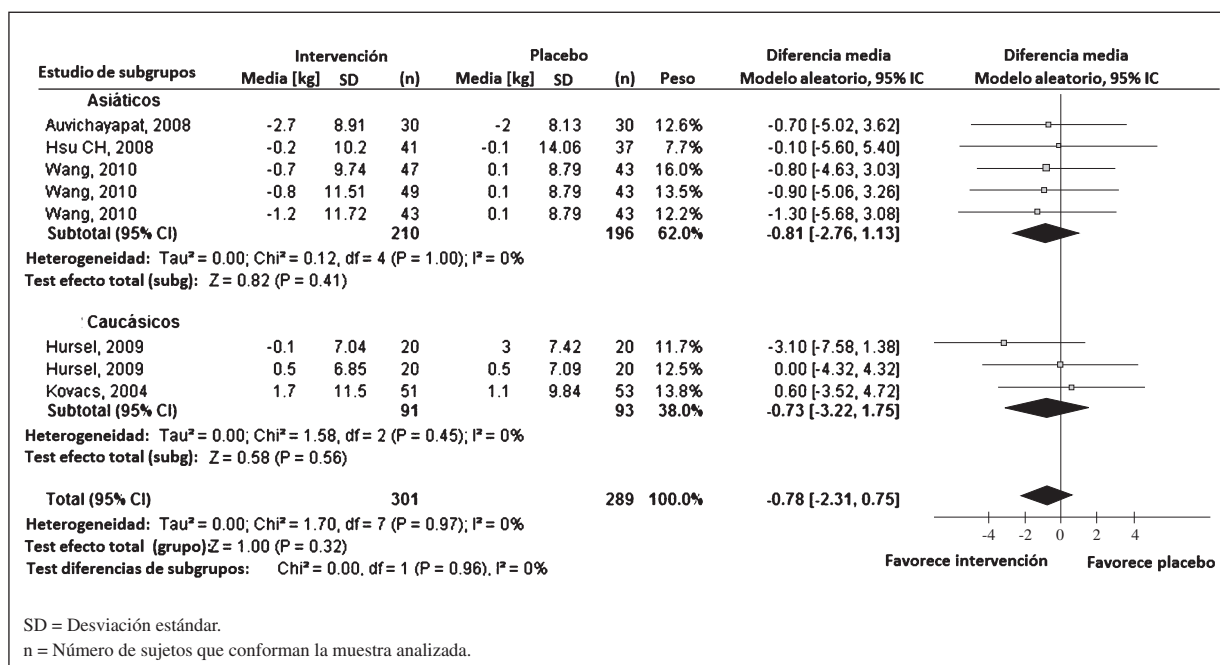 Intervención Placebo Diferencia media Diferencia media
Estudio de subgrupos Media [kg] SD (n) Media [kg] SD (n) Peso Modelo aleatorio, 95% IC Modelo aleatorio, 95% IC
Asiáticos
Auvichayapat, 2008 -2.7 8.91 30 -2 8.13 30 12.6% -0.70 [-5.02, 3.62]
Hsu CH, 2008 -0.2 10.2 41 -0.1 14.06 37 7.7% -0.10 [-5.60, 5.40]
Wang, 2010 -0.7 9.74 47 0.1 8.79 43 16.0% -0.80 [-4.63, 3.03]
Wang, 2010 -0.8 11.51 49 0.1 8.79 43 13.5% -0.90 [-5.06, 3.26]
Wang, 2010 -1.2 11.72 43 0.1 8.79 43 12.2% -1.30 [-5.68, 3.08]
Subtotal (95% CI) 210 196 62.0% -0.81 [-2.76, 1.13]
Heterogeneidad: Tau² = 0.00; Chi² = 0.12, df = 4 (P = 1.00); I² = 0%
Test efecto total (subg): Z = 0.82 (P = 0.41)
Caucásicos
Hursel, 2009 -0.1 7.04 20 3 7.42 20 11.7% -3.10 [-7.58, 1.38]
Hursel, 2009 0.5 6.85 20 0.5 7.09 20 12.5% 0.00 [-4.32, 4.32]
Kovacs, 2004 1.7 11.5 51 1.1 9.84 53 13.8% 0.60 [-3.52, 4.72]
Subtotal (95% CI) 91 93 38.0% -0.73 [-3.22, 1.75]
Heterogeneidad: Tau² = 0.00; Chi² = 1.58, df = 2 (P = 0.45); I² = 0%
Test efecto total (subg): Z = 0.58 (P = 0.56)
Total (95% CI) 301 289 100.0% -0.78 [-2.31, 0.75]
Heterogeneidad: Tau² = 0.00; Chi² = 1.70, df = 7 (P = 0.97); I² = 0%
Test efecto total (grupo): Z = 1.00 (P = 0.32)
Test diferencias de subgrupos: Chi² = 0.00, df = 1 (P = 0.96), I² = 0%
-4 -2 0 2 4
Favorece intervención Favorece placebo
SD = Desviación estándar.
n = Número de sujetos que conforman la muestra analizada.